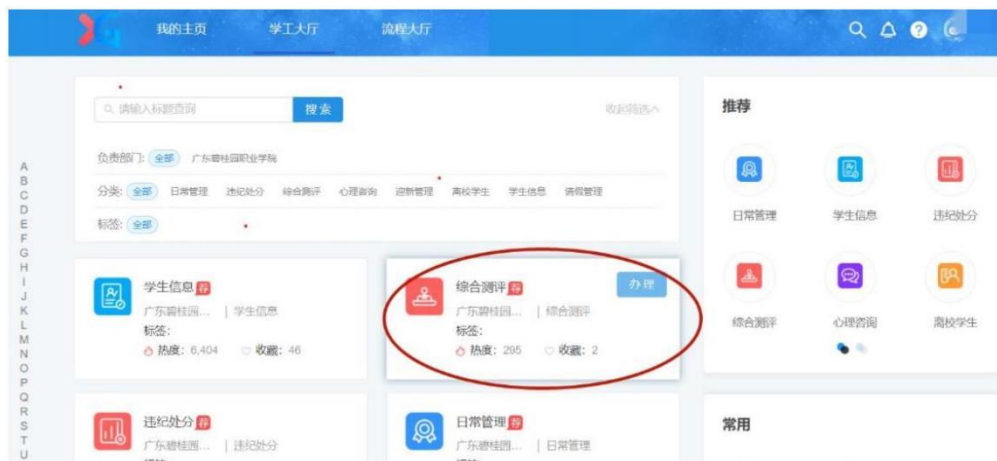 我的主页 学工大厅 流程大厅
请输入标题查询 搜索 收起筛选
负责部门: 全部 广东碧桂园职业学院
分类: 全部 日常管理 违纪处分 综合测评 心理咨询 迎新管理 离校学生 学生信息 请假管理
标签: 全部
A
B
C
D
E
F
G
H
I
J
K
L
M
N
O
P
Q
R
S
T
U
学生信息 荐
广东碧桂园... | 学生信息
标签:
热度: 6,404 收藏: 46
综合测评 荐 办理
广东碧桂园... | 综合测评
标签:
热度: 295 收藏: 2
违纪处分 荐
广东碧桂园... | 违纪处分
日常管理 荐
广东碧桂园... | 日常管理
推荐
日常管理 学生信息 违纪处分
综合测评 心理咨询 离校学生
常用